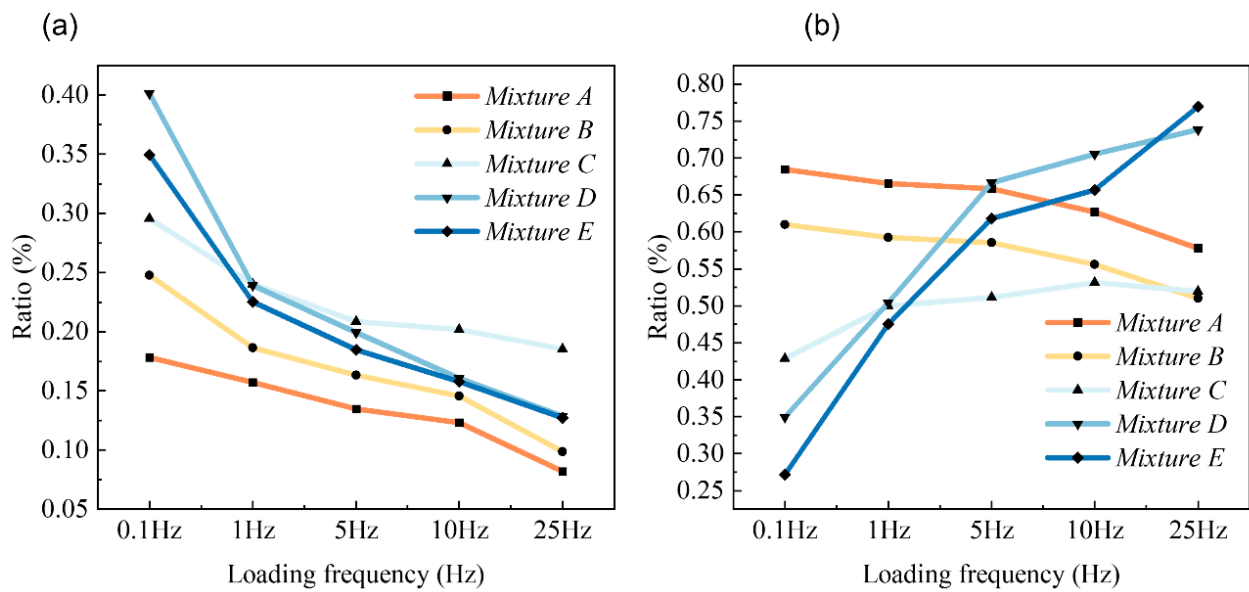 (a)
Ratio (%)
0.40
0.35
0.30
0.25
0.20
0.15
0.10
0.05
Mixture A
Mixture B
Mixture C
Mixture D
Mixture E
0.1Hz 1Hz 5Hz 10Hz 25Hz
Loading frequency (Hz)
(b)
Ratio (%)
0.80
0.75
0.70
0.65
0.60
0.55
0.50
0.45
0.40
0.35
0.30
0.25
Mixture A
Mixture B
Mixture C
Mixture D
Mixture E
0.1Hz 1Hz 5Hz 10Hz 25Hz
Loading frequency (Hz)